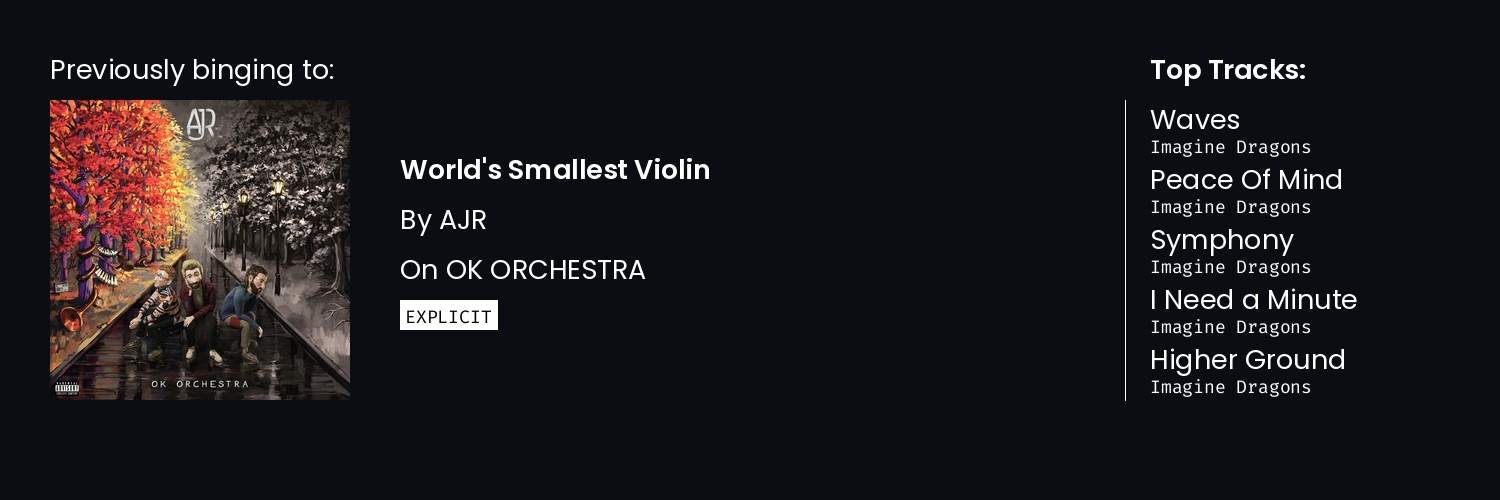 Previously binging to:
AJR
OK ORCHESTRA
World's Smallest Violin
By AJR
On OK ORCHESTRA
EXPLICIT
Top Tracks:
Waves
Imagine Dragons
Peace Of Mind
Imagine Dragons
Symphony
Imagine Dragons
I Need a Minute
Imagine Dragons
Higher Ground
Imagine Dragons